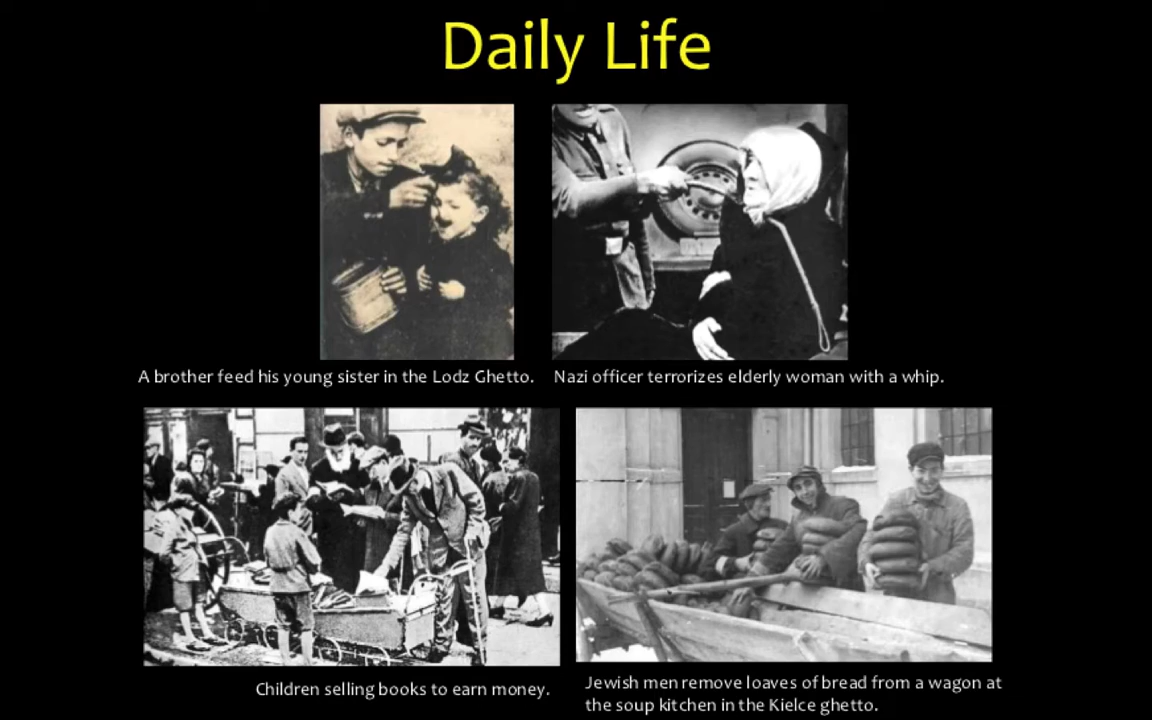 Daily Life
A brother feed his young sister in the Lodz Ghetto.
Nazi officer terrorizes elderly woman with a whip.
Children selling books to earn money.
Jewish men remove loaves of bread from a wagon at
the soup kitchen in the Kielce ghetto.